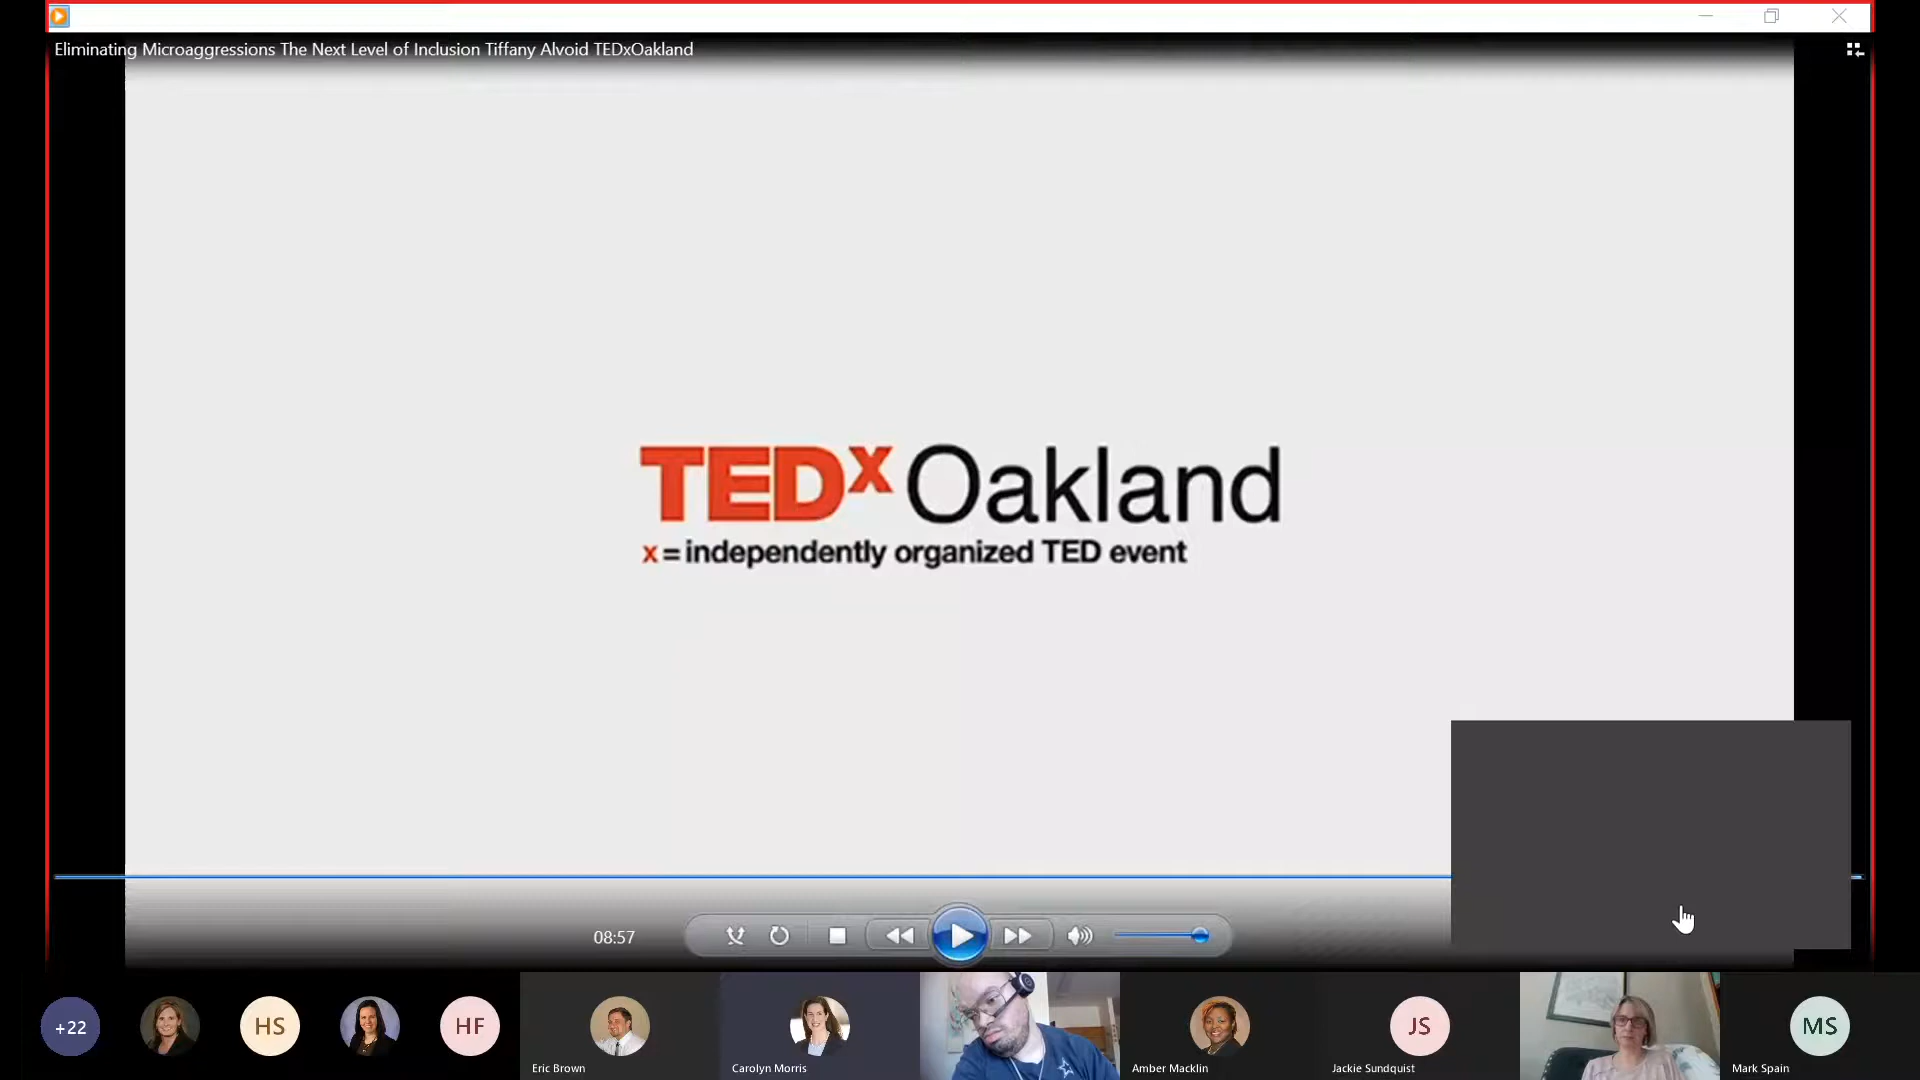 Eliminating Microaggressions The Next Level of Inclusion Tiffany Alvoid TEDxOakland
TEDx Oakland
x = independently organized TED event
08:57
+22
HS
HF
Eric Brown
Carolyn Morris
Amber Macklin
JS
Jackie Sundquist
MS
Mark Spain